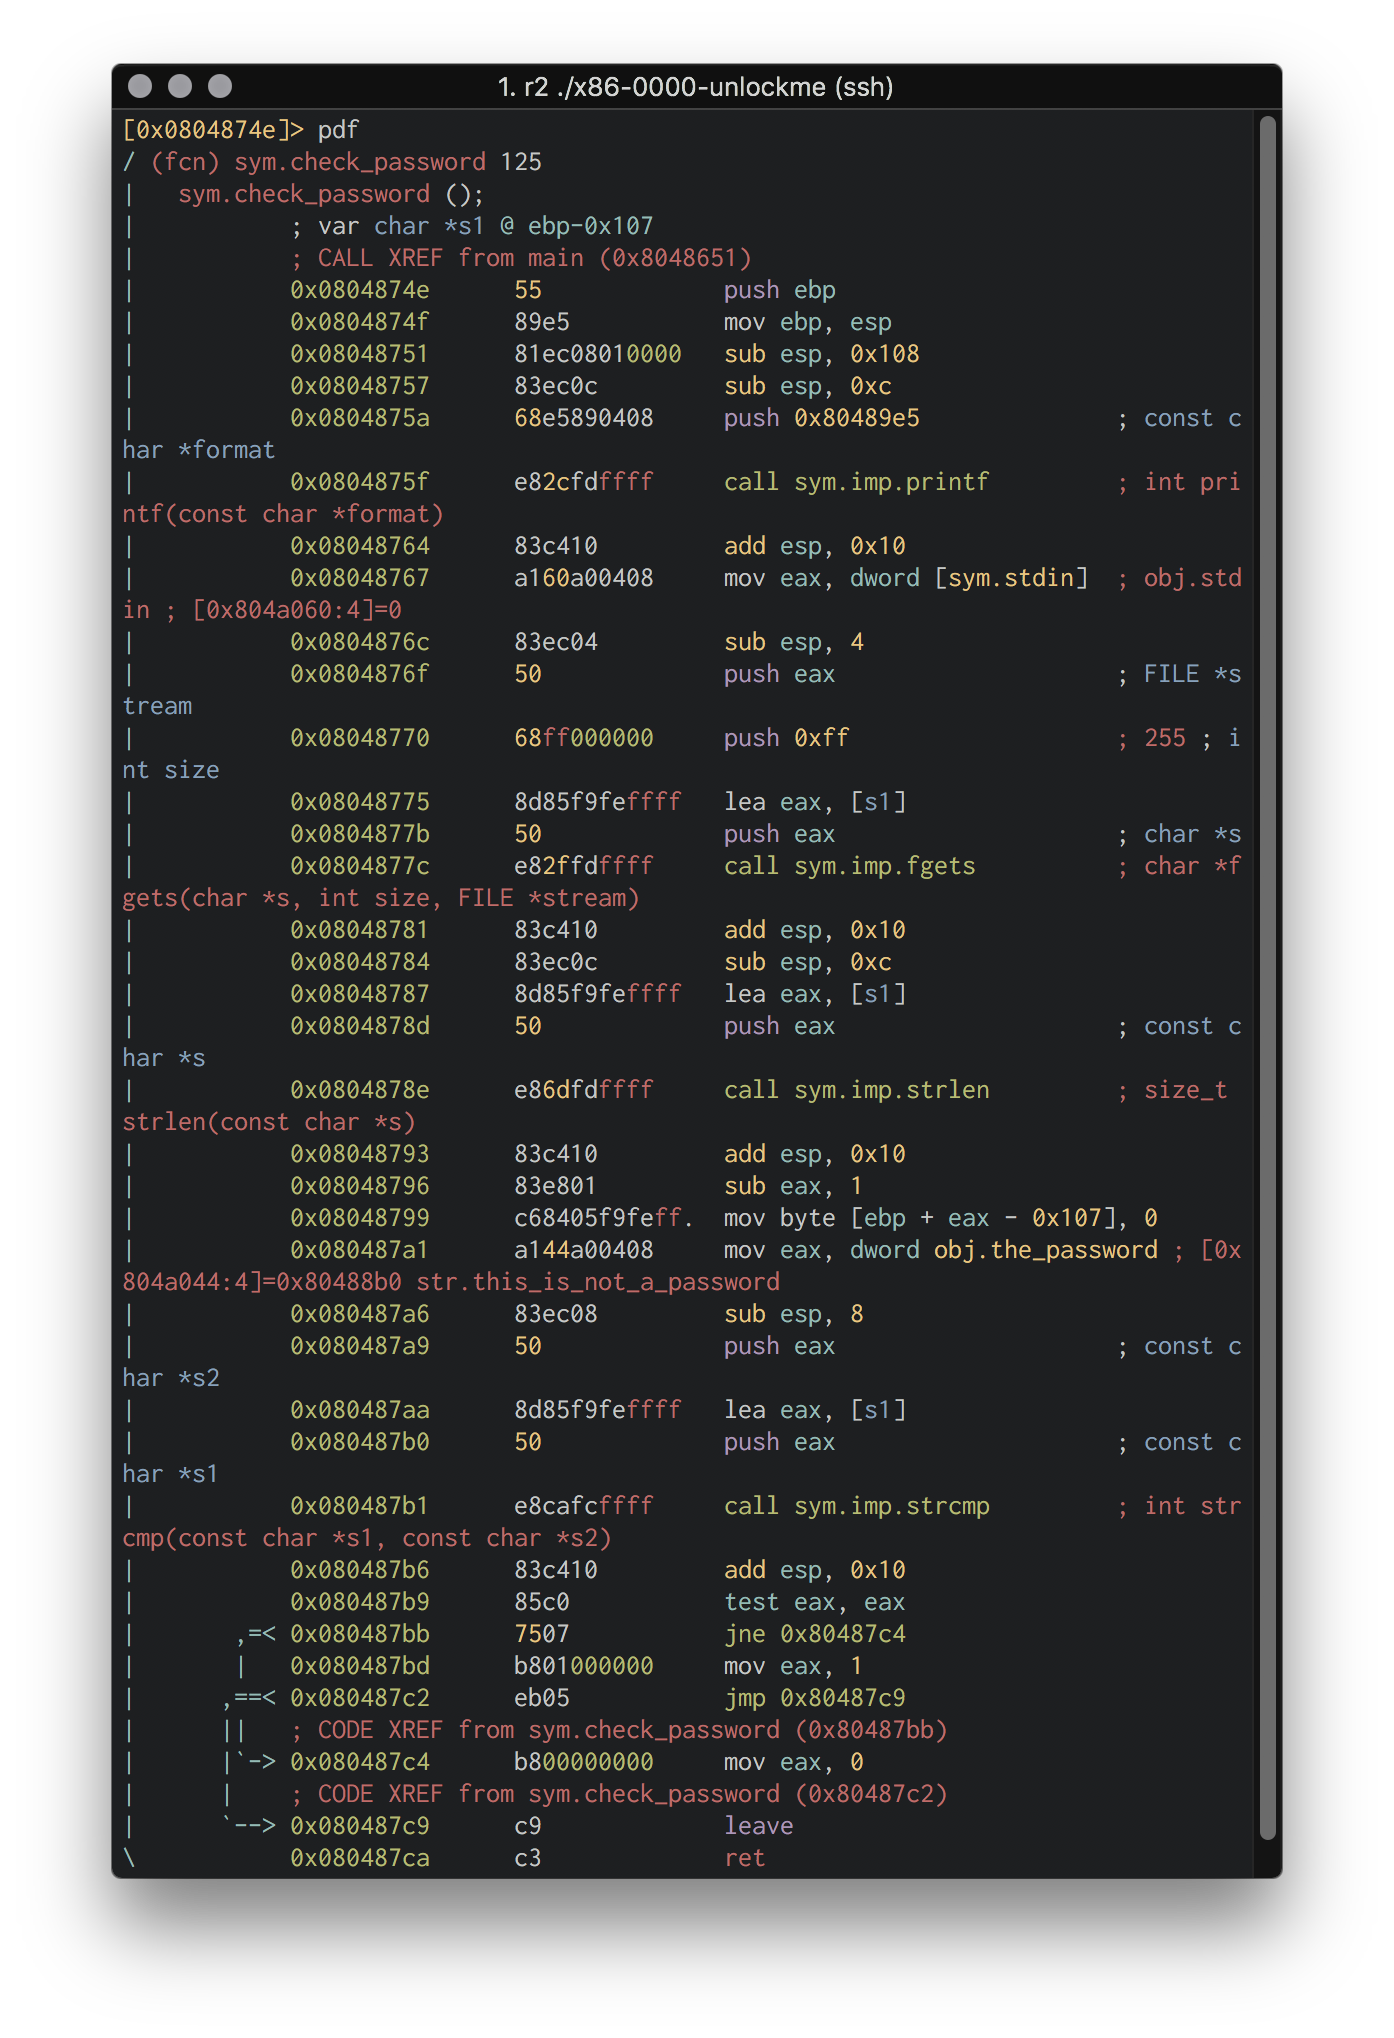 1. r2 ./x86-0000-unlockme (ssh)
[0x0804874e]> pdf
/ (fcn) sym.check_password 125
|   sym.check_password ();
|           ; var char *s1 @ ebp-0x107
|           ; CALL XREF from main (0x8048651)
|           0x0804874e      55             push ebp
|           0x0804874f      89e5           mov ebp, esp
|           0x08048751      81ec08010000   sub esp, 0x108
|           0x08048757      83ec0c         sub esp, 0xc
|           0x0804875a      68e5890408     push 0x80489e5              ; const c
har *format
|           0x0804875f      e82cfdffff     call sym.imp.printf         ; int pri
ntf(const char *format)
|           0x08048764      83c410         add esp, 0x10
|           0x08048767      a160a00408     mov eax, dword [sym.stdin]  ; obj.std
in ; [0x804a060:4]=0
|           0x0804876c      83ec04         sub esp, 4
|           0x0804876f      50             push eax                    ; FILE *s
tream
|           0x08048770      68ff000000     push 0xff                   ; 255 ; i
nt size
|           0x08048775      8d85f9feffff   lea eax, [s1]
|           0x0804877b      50             push eax                    ; char *s
|           0x0804877c      e82ffdffff     call sym.imp.fgets          ; char *f
gets(char *s, int size, FILE *stream)
|           0x08048781      83c410         add esp, 0x10
|           0x08048784      83ec0c         sub esp, 0xc
|           0x08048787      8d85f9feffff   lea eax, [s1]
|           0x0804878d      50             push eax                    ; const c
har *s
|           0x0804878e      e86dfdffff     call sym.imp.strlen         ; size_t
strlen(const char *s)
|           0x08048793      83c410         add esp, 0x10
|           0x08048796      83e801         sub eax, 1
|           0x08048799      c68405f9feff.  mov byte [ebp + eax - 0x107], 0
|           0x080487a1      a144a00408     mov eax, dword obj.the_password ; [0x
804a044:4]=0x80488b0 str.this_is_not_a_password
|           0x080487a6      83ec08         sub esp, 8
|           0x080487a9      50             push eax                    ; const c
har *s2
|           0x080487aa      8d85f9feffff   lea eax, [s1]
|           0x080487b0      50             push eax                    ; const c
har *s1
|           0x080487b1      e8cafcffff     call sym.imp.strcmp         ; int str
cmp(const char *s1, const char *s2)
|           0x080487b6      83c410         add esp, 0x10
|           0x080487b9      85c0           test eax, eax
|       ,=< 0x080487bb      7507           jne 0x80487c4
|       |   0x080487bd      b801000000     mov eax, 1
|      ,==< 0x080487c2      eb05           jmp 0x80487c9
|      ||   ; CODE XREF from sym.check_password (0x80487bb)
|      |`-> 0x080487c4      b800000000     mov eax, 0
|      |    ; CODE XREF from sym.check_password (0x80487c2)
|      `--> 0x080487c9      c9             leave
\           0x080487ca      c3             ret